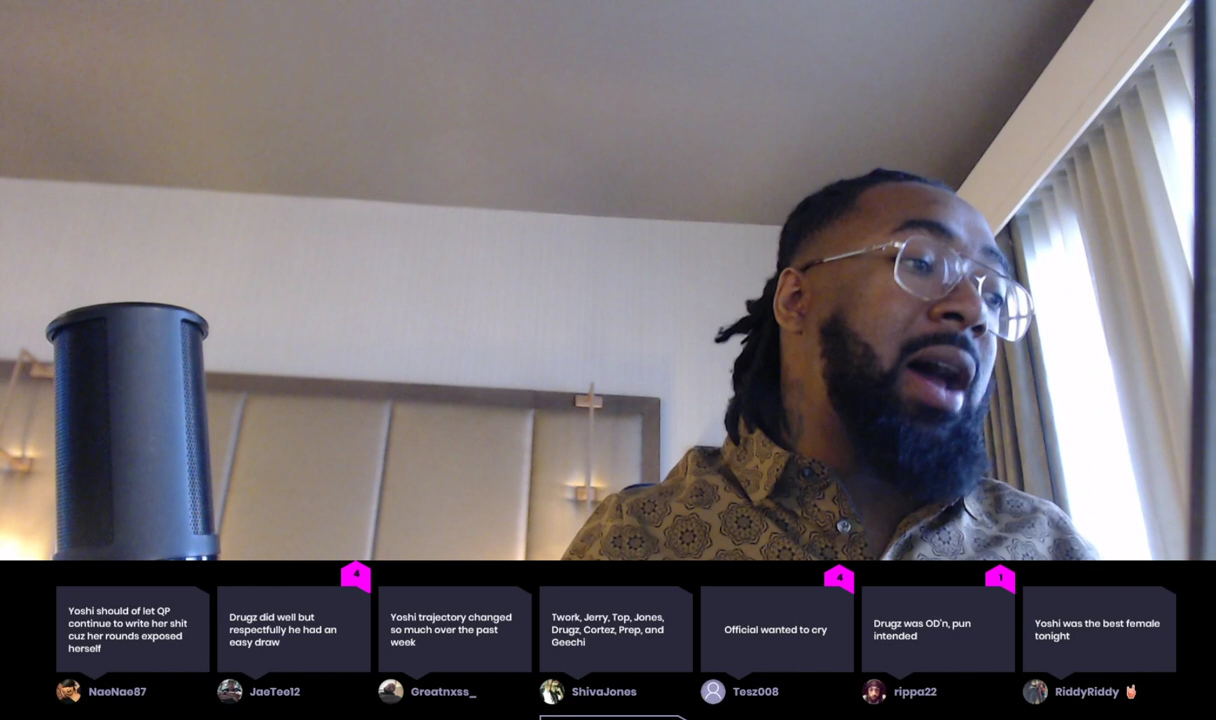 4
4
1
Yoshi should of let QP
continue to write her shit
cuz her rounds exposed
herself
NaeNae87
Drugz did well but
respectfully he had an
easy draw
JaeTee12
Yoshi trajectory changed
so much over the past
week
Greatnxss_
Twork, Jerry, Top, Jones,
Drugz, Cortez, Prep, and
Geechi
ShivaJones
Official wanted to cry
Tesz008
Drugz was OD'n, pun
intended
rippa22
Yoshi was the best female
tonight
RiddyRiddy 🤘🏻